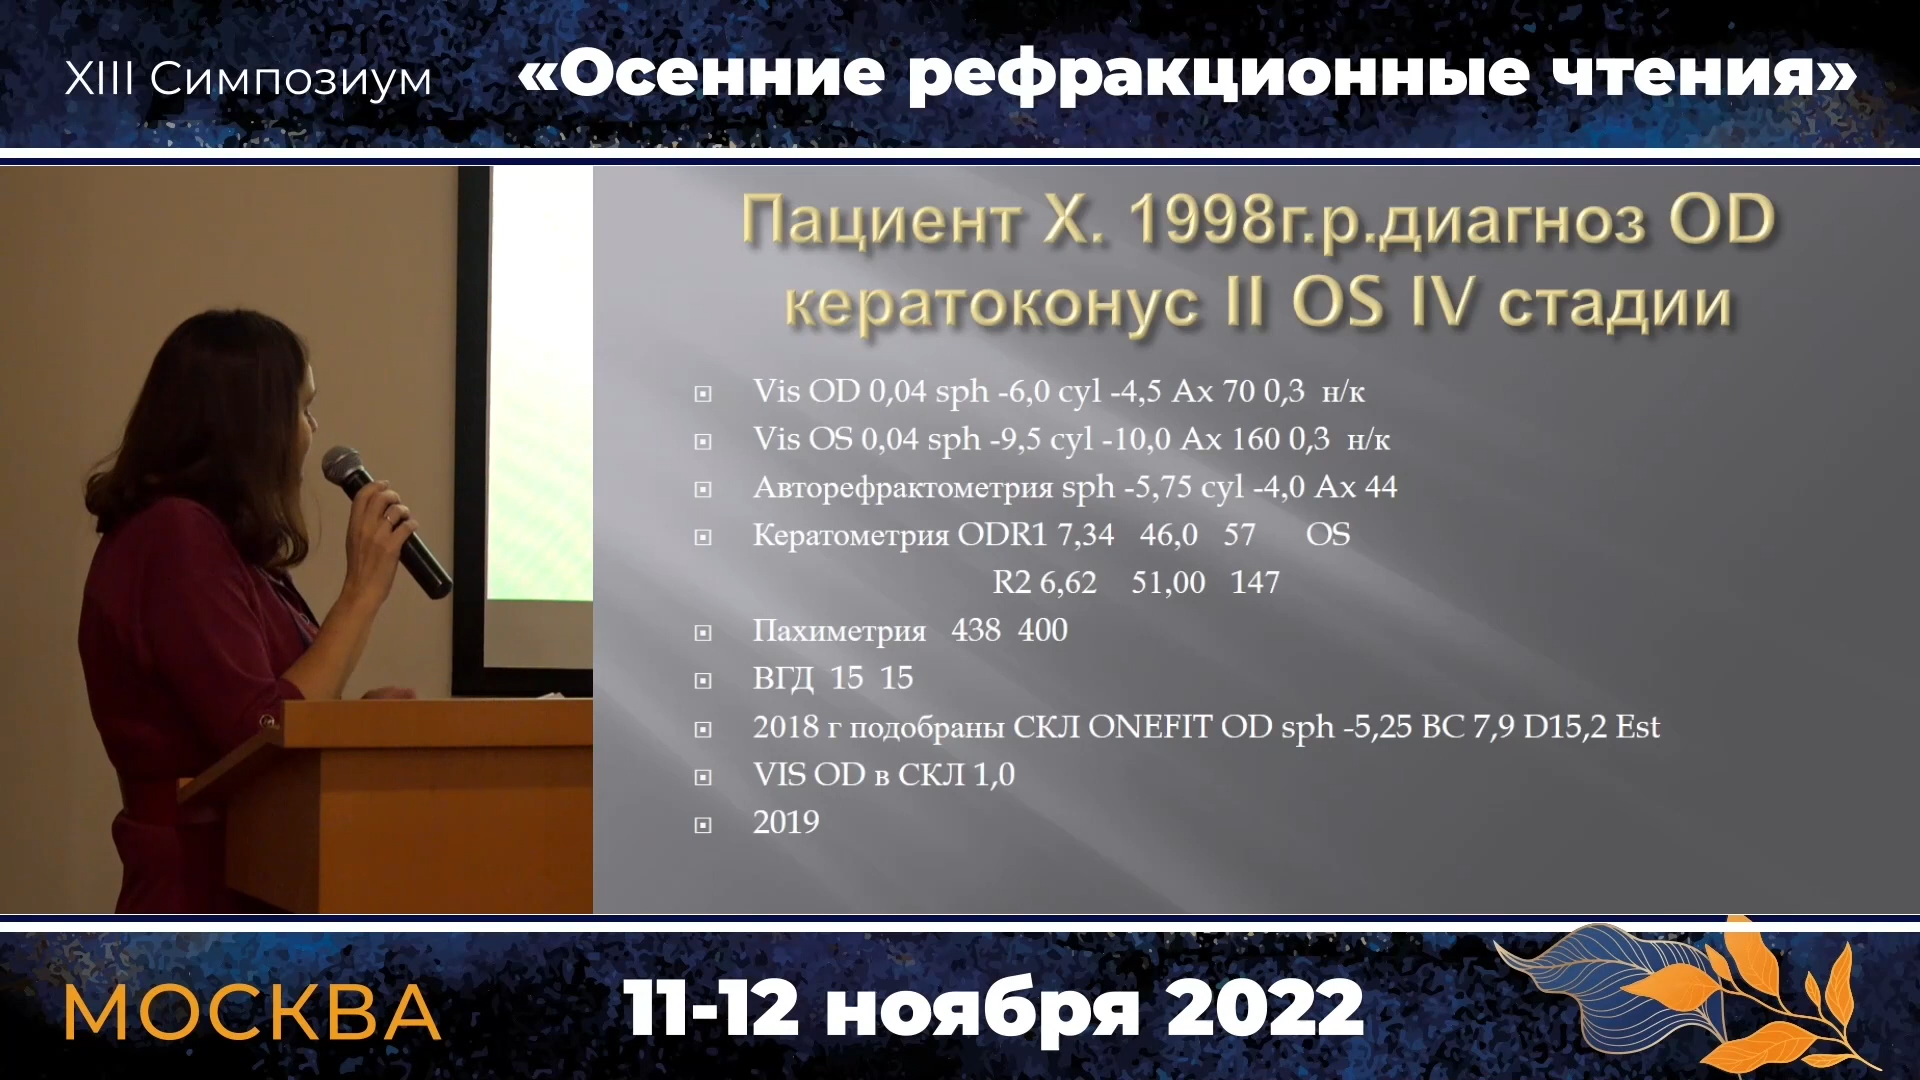 XIII Симпозиум «Осенние рефракционные чтения»
Пациент Х. 1998г.р.диагноз OD
кератоконус II OS IV стадии
Vis OD 0,04 sph -6,0 cyl -4,5 Ax 70 0,3 н/к
Vis OS 0,04 sph -9,5 cyl -10,0 Ax 160 0,3 н/к
Авторефрактометрия sph -5,75 cyl -4,0 Ax 44
Кератометрия ODR1 7,34 46,0 57 OS
R2 6,62 51,00 147
Пахиметрия 438 400
ВГД 15 15
2018 г подобраны СКЛ ONEFIT OD sph -5,25 BC 7,9 D15,2 Est
VIS OD в СКЛ 1,0
2019
МОСКВА 11-12 ноября 2022